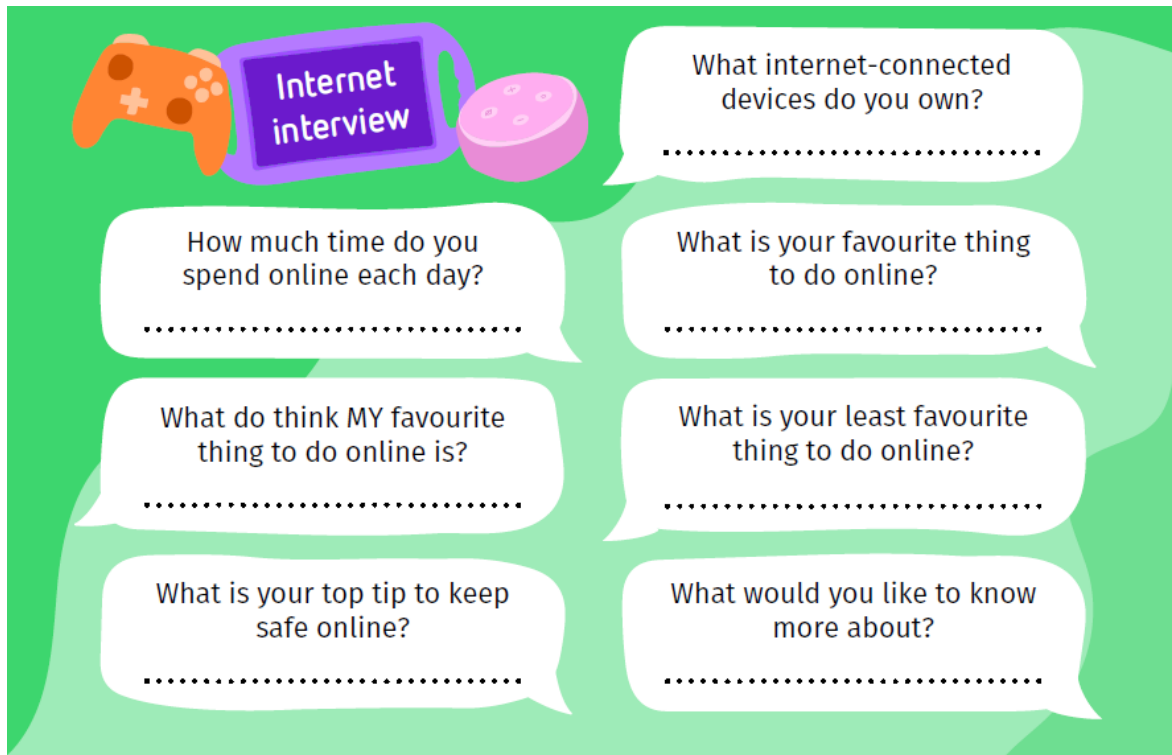 Internet
interview
What internet-connected
devices do you own?
How much time do you
spend online each day?
What is your favourite thing
to do online?
What do think MY favourite
thing to do online is?
What is your least favourite
thing to do online?
What is your top tip to keep
safe online?
What would you like to know
more about?